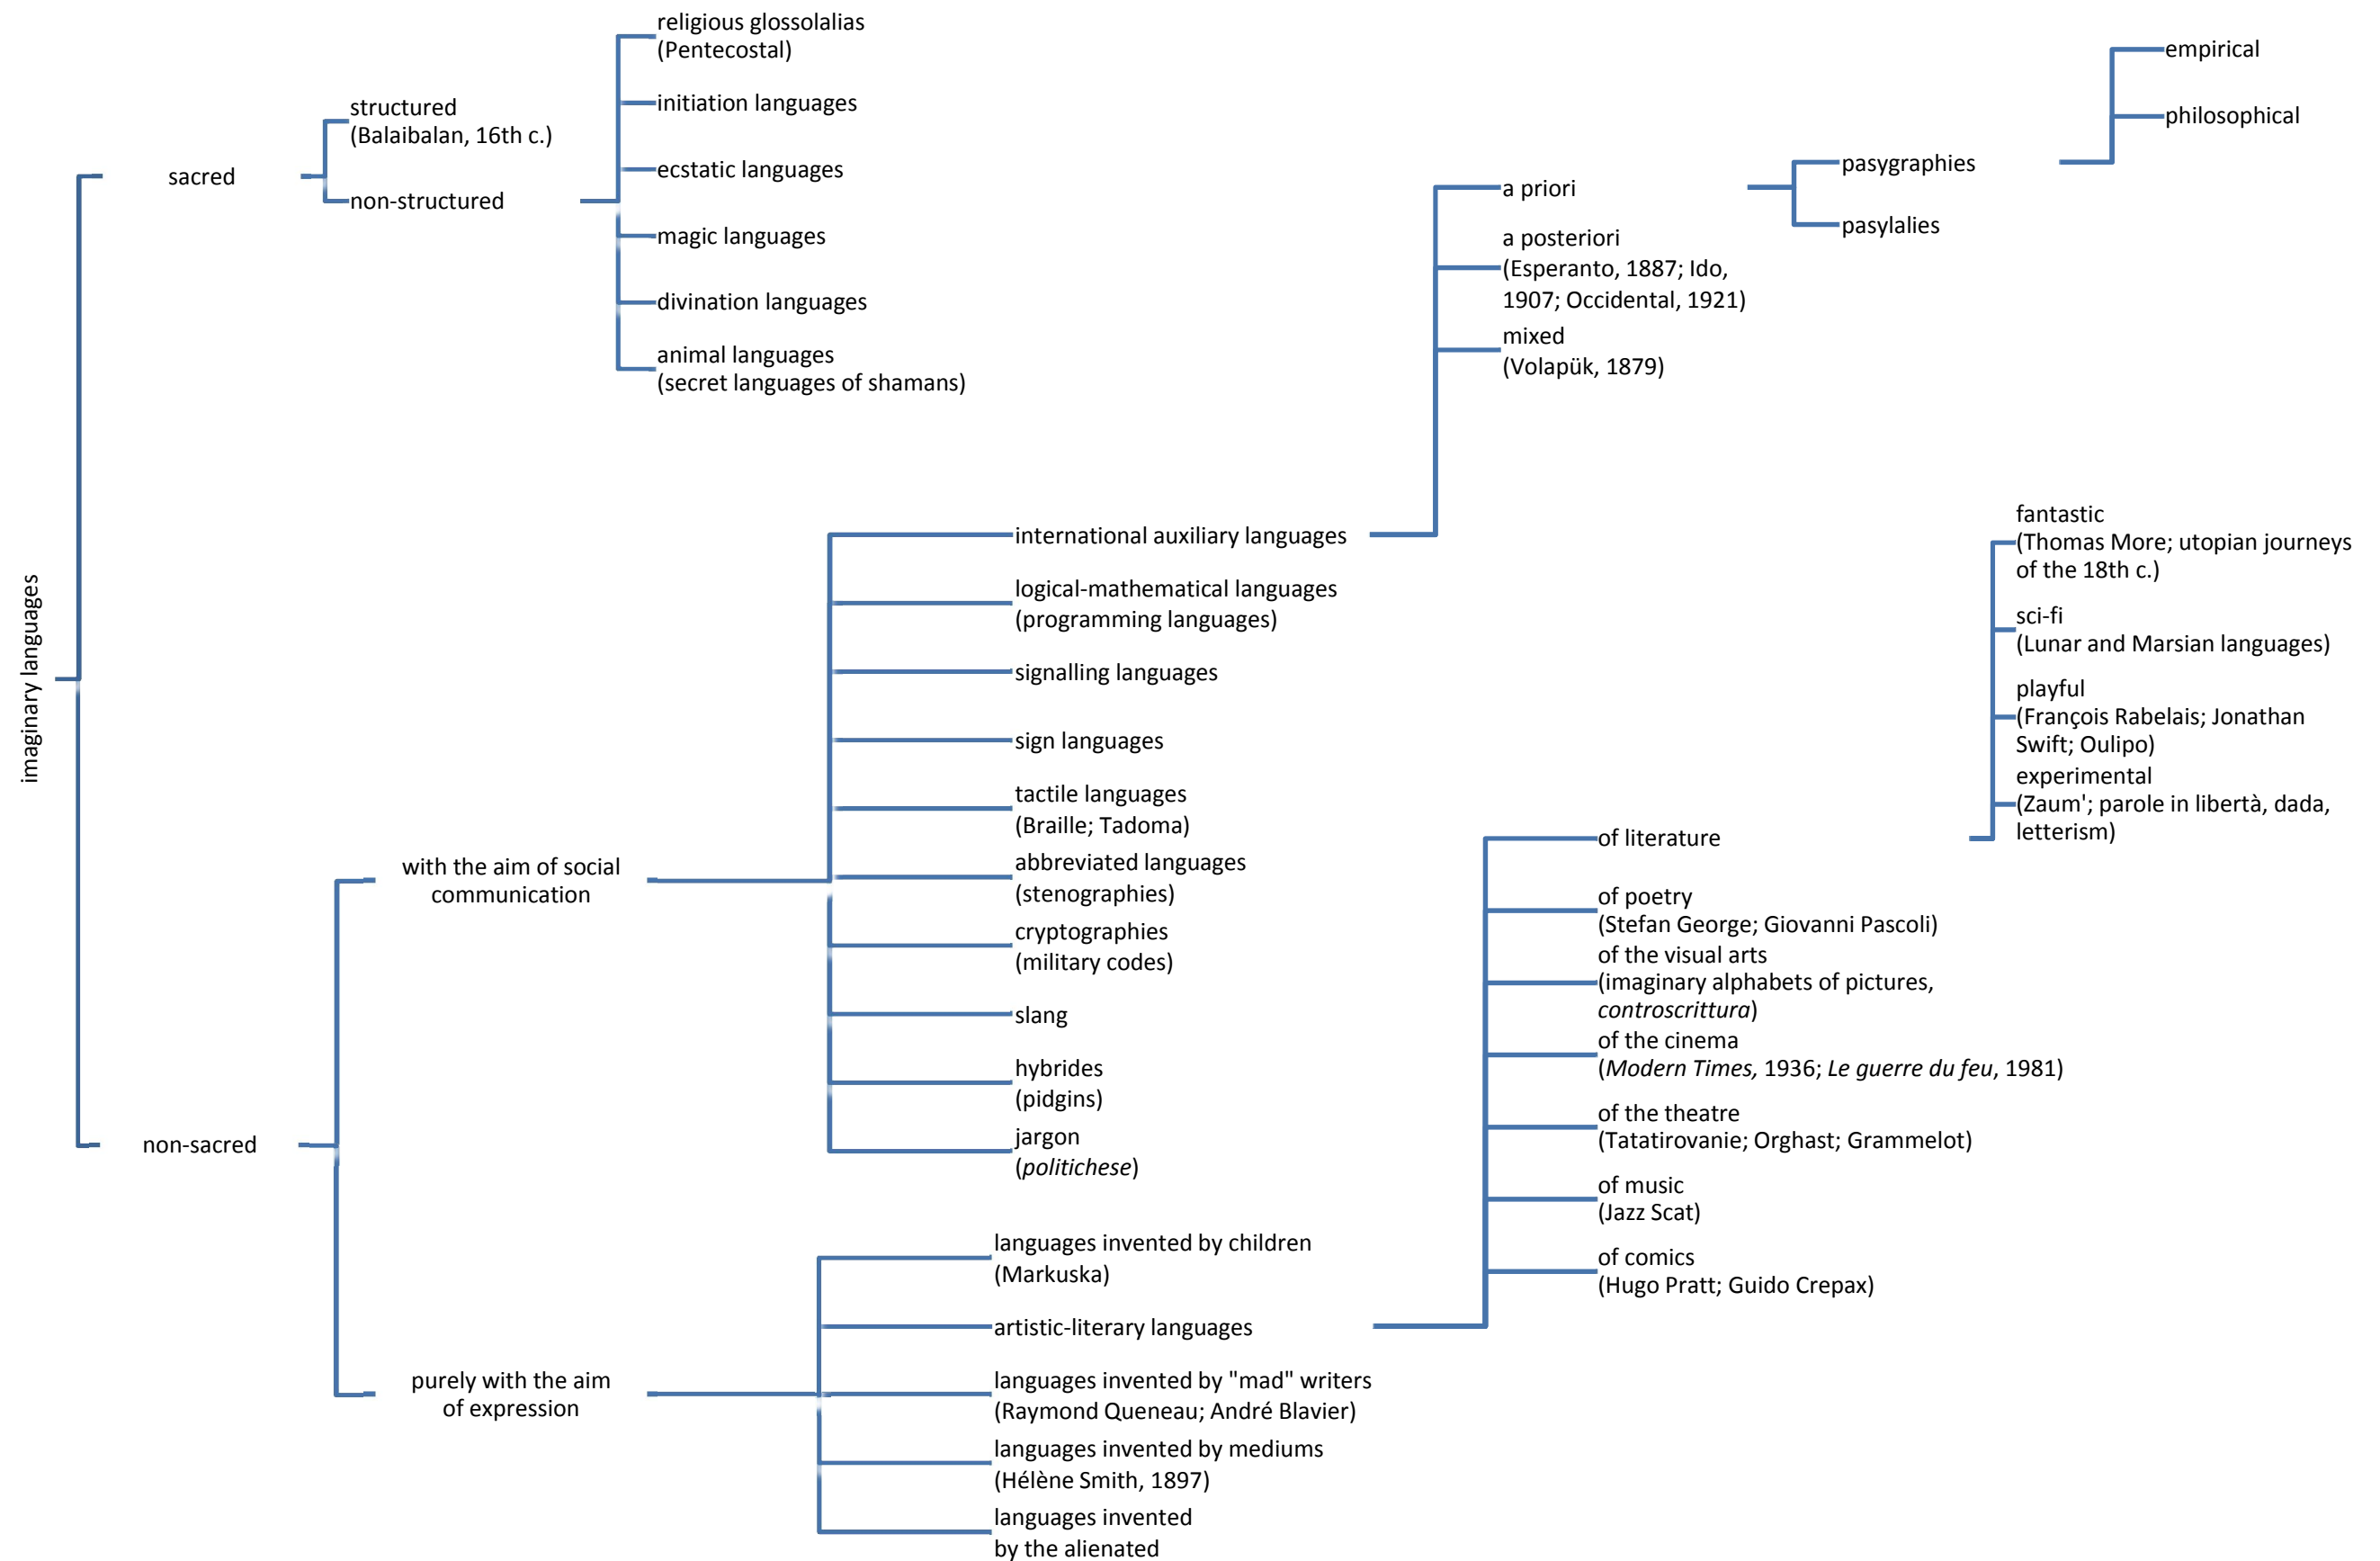 imaginary languages
sacred
structured
(Balaibalan, 16th c.)
non-structured
religious glossolalias
(Pentecostal)
initiation languages
ecstatic languages
magic languages
divination languages
animal languages
(secret languages of shamans)
non-sacred
with the aim of social
communication
international auxiliary languages
a priori
pasygraphies
empirical
philosophical
pasylalies
a posteriori
(Esperanto, 1887; Ido,
1907; Occidental, 1921)
mixed
(Volapük, 1879)
logical-mathematical languages
(programming languages)
signalling languages
sign languages
tactile languages
(Braille; Tadoma)
abbreviated languages
(stenographies)
cryptographies
(military codes)
slang
hybrides
(pidgins)
jargon
(politichese)
purely with the aim
of expression
languages invented by children
(Markuska)
artistic-literary languages
of literature
fantastic
(Thomas More; utopian journeys
of the 18th c.)
sci-fi
(Lunar and Marsian languages)
playful
(François Rabelais; Jonathan
Swift; Oulipo)
experimental
(Zaum'; parole in libertà, dada,
letterism)
of poetry
(Stefan George; Giovanni Pascoli)
of the visual arts
(imaginary alphabets of pictures,
controscrittura)
of the cinema
(Modern Times, 1936; Le guerre du feu, 1981)
of the theatre
(Tatatirovanie; Orghast; Grammelot)
of music
(Jazz Scat)
of comics
(Hugo Pratt; Guido Crepax)
languages invented by "mad" writers
(Raymond Queneau; André Blavier)
languages invented by mediums
(Hélène Smith, 1897)
languages invented
by the alienated